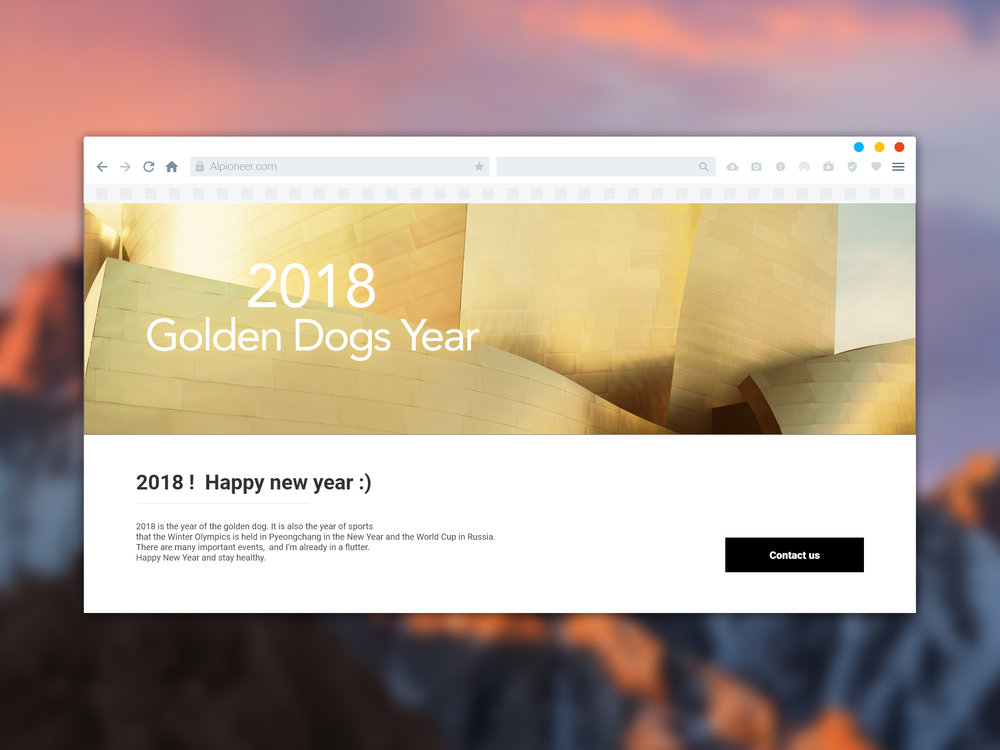 Alpioneer.com
2018
Golden Dogs Year
2018 ! Happy new year :)
2018 is the year of the golden dog. It is also the year of sports
that the Winter Olympics is held in Pyeongchang in the New Year and the World Cup in Russia.
There are many important events, and I'm already in a flutter.
Happy New Year and stay healthy.
Contact us